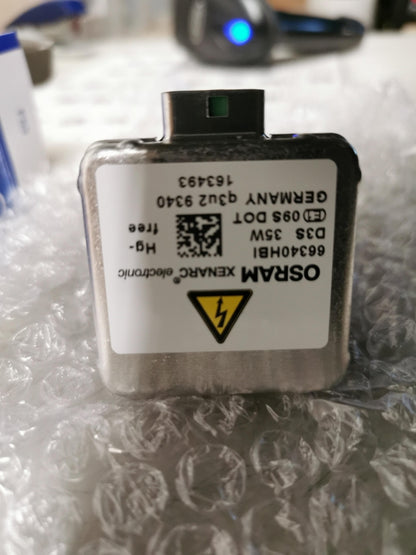 OSRAM XENARC® electronic
66340HBI
D3S 35W
Hg-
free
E1 09S DOT
GERMANY q3u2 9340
163493